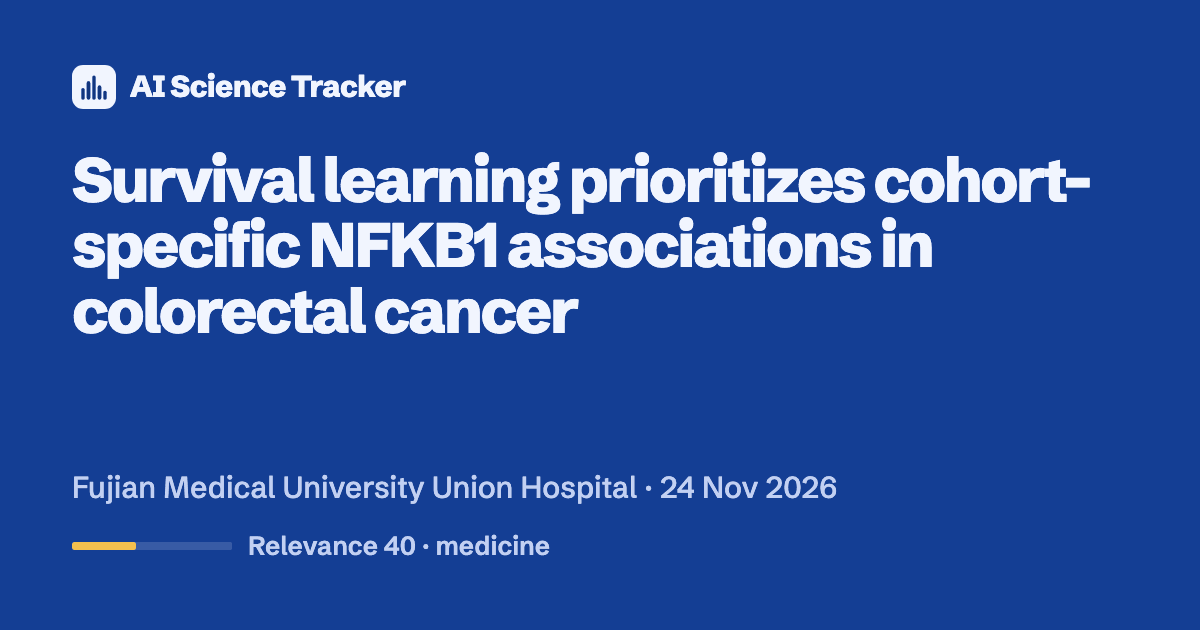 AI Science Tracker
Survival learning prioritizes cohort-
specific NFKB1 associations in
colorectal cancer
Fujian Medical University Union Hospital · 24 Nov 2026
Relevance 40 · medicine